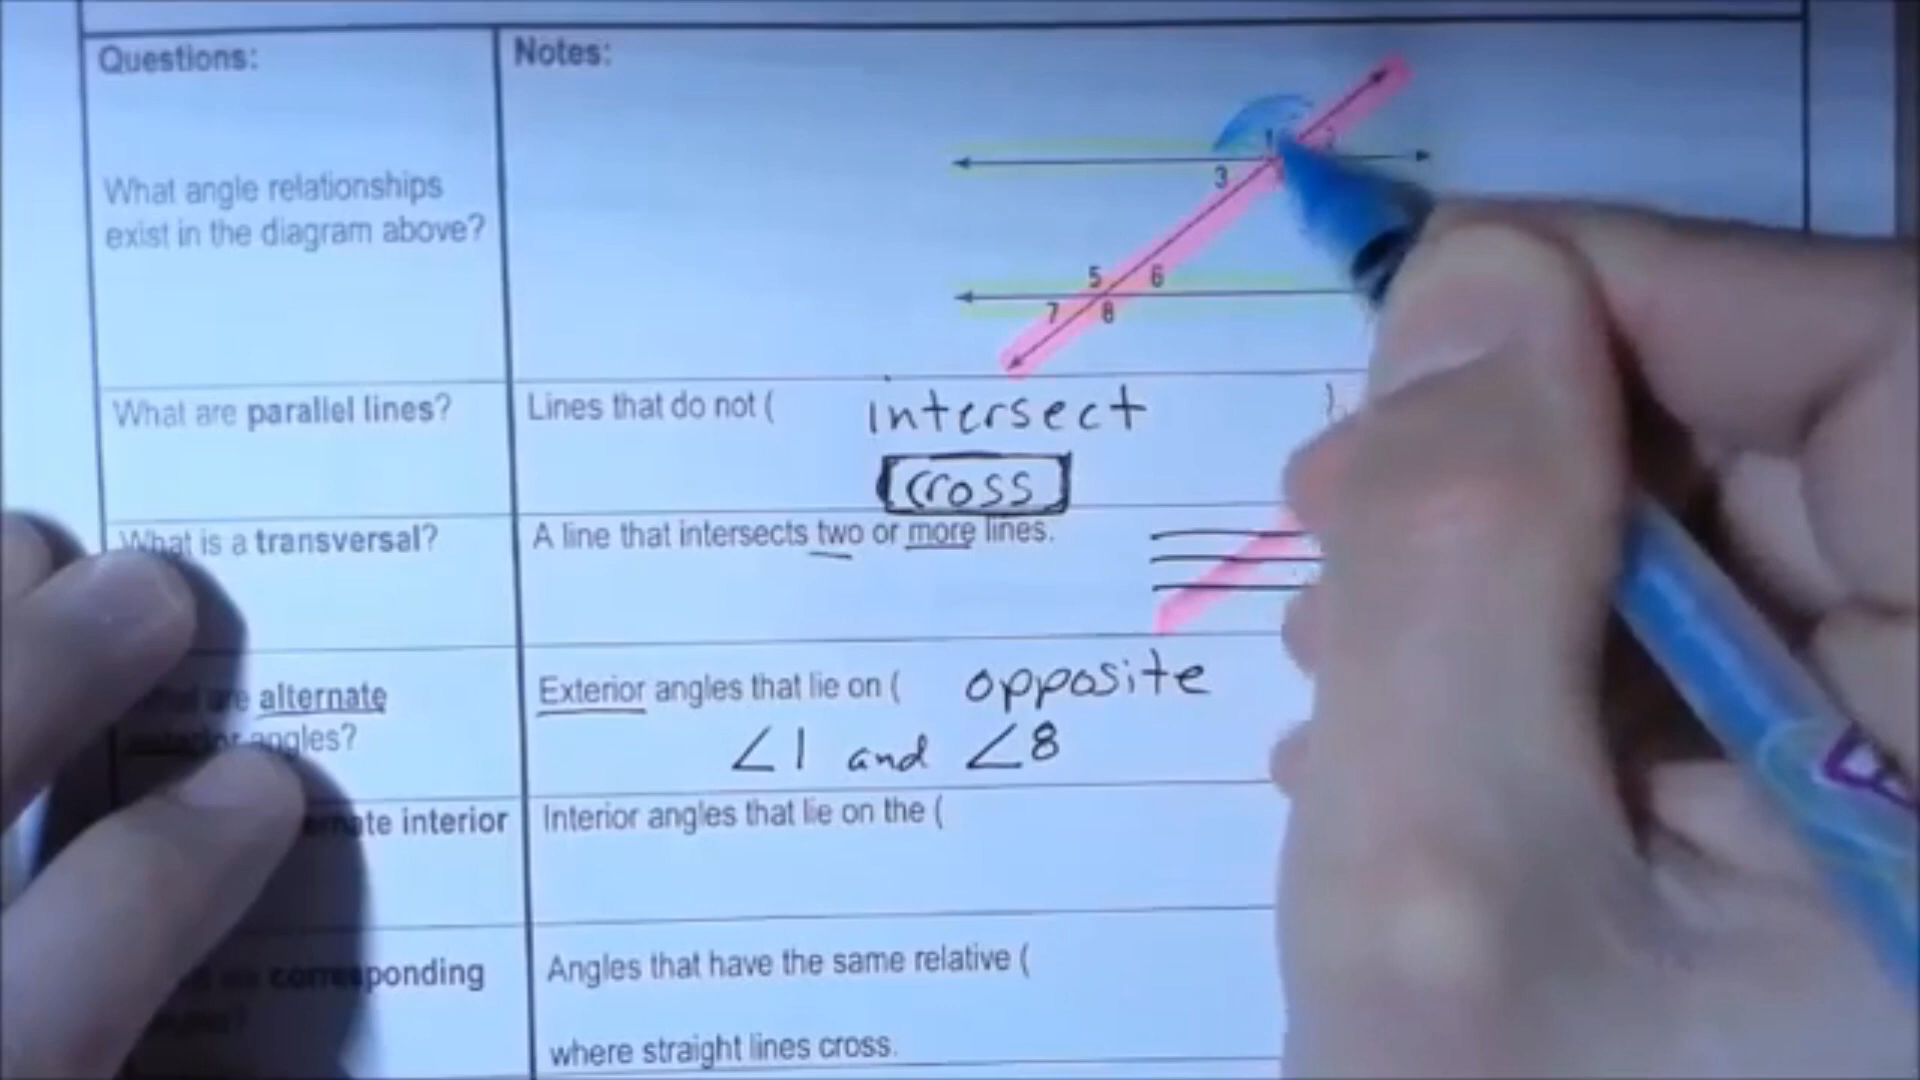 Questions:
Notes:
What angle relationships
exist in the diagram above?
1 2
3
5 6
7 8
What are parallel lines?
Lines that do not ( intersect
cross
What is a transversal?
A line that intersects two or more lines.
are alternate
angles?
Exterior angles that lie on ( opposite
∠1 and ∠8
interior
Interior angles that lie on the (
corresponding
Angles that have the same relative (
where straight lines cross.